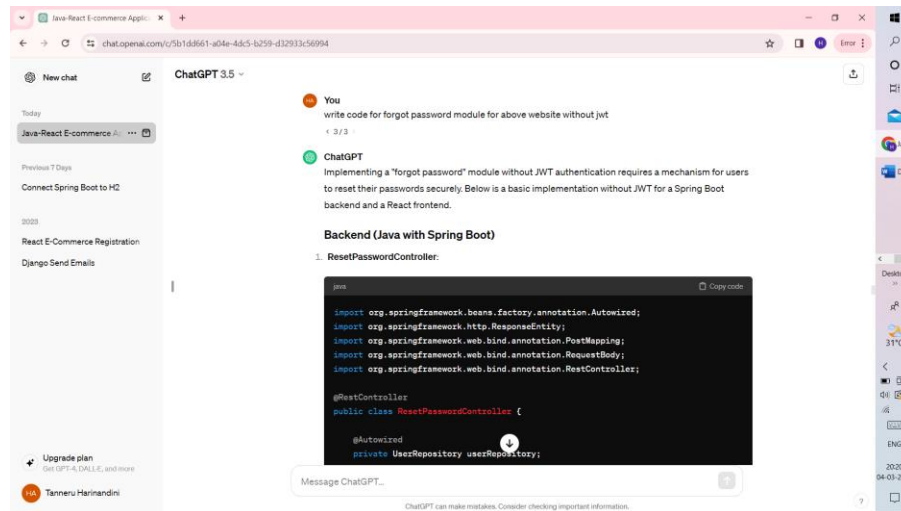 Java-React E-commerce Applic
chat.openai.com/c/5b1dd661-a04e-4dc5-b259-d32933c56994
H
Error
New chat
ChatGPT 3.5
Today
Java-React E-commerce A
Previous 7 Days
Connect Spring Boot to H2
2023
React E-Commerce Registration
Django Send Emails
HA
You
write code for forgot password module for above website without jwt
3/3
ChatGPT
Implementing a "forgot password" module without JWT authentication requires a mechanism for users
to reset their passwords securely. Below is a basic implementation without JWT for a Spring Boot
backend and a React frontend.
Backend (Java with Spring Boot)
1. ResetPasswordController:
java
Copy code
import org.springframework.beans.factory.annotation.Autowired;
import org.springframework.http.ResponseEntity;
import org.springframework.web.bind.annotation.PostMapping;
import org.springframework.web.bind.annotation.RequestBody;
import org.springframework.web.bind.annotation.RestController;
@RestController
public class ResetPasswordController {
@Autowired
private UserRepository userRepository;
Upgrade plan
Get GPT-4, DALL·E, and more
HA
Tanneru Harinandini
Message ChatGPT...
ChatGPT can make mistakes. Consider checking important information.
?
Deskto
31°
ENG
20:20
04-03-2